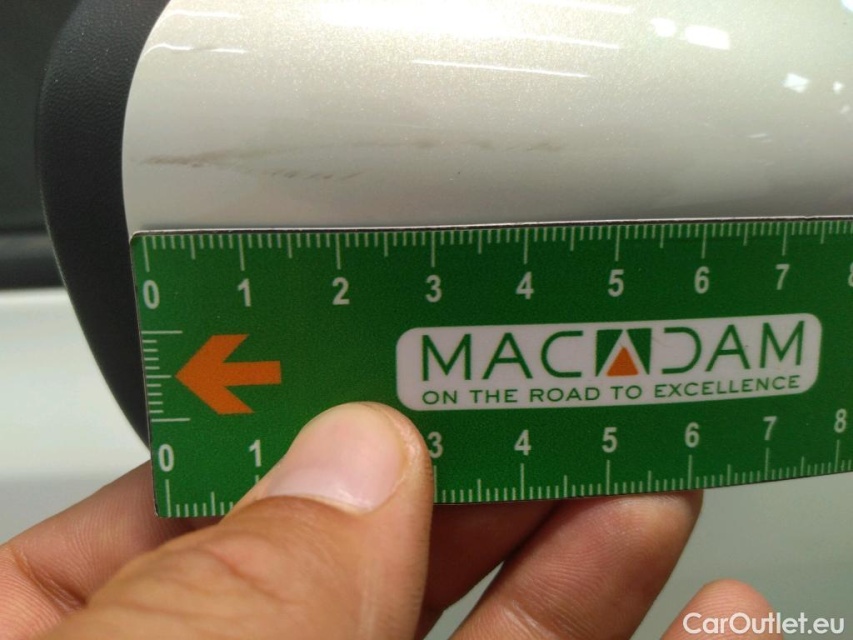 0 1 2 3 4 5 6 7 8
MACADAM
ON THE ROAD TO EXCELLENCE
0 1 3 4 5 6 7 8
CarOutlet.eu